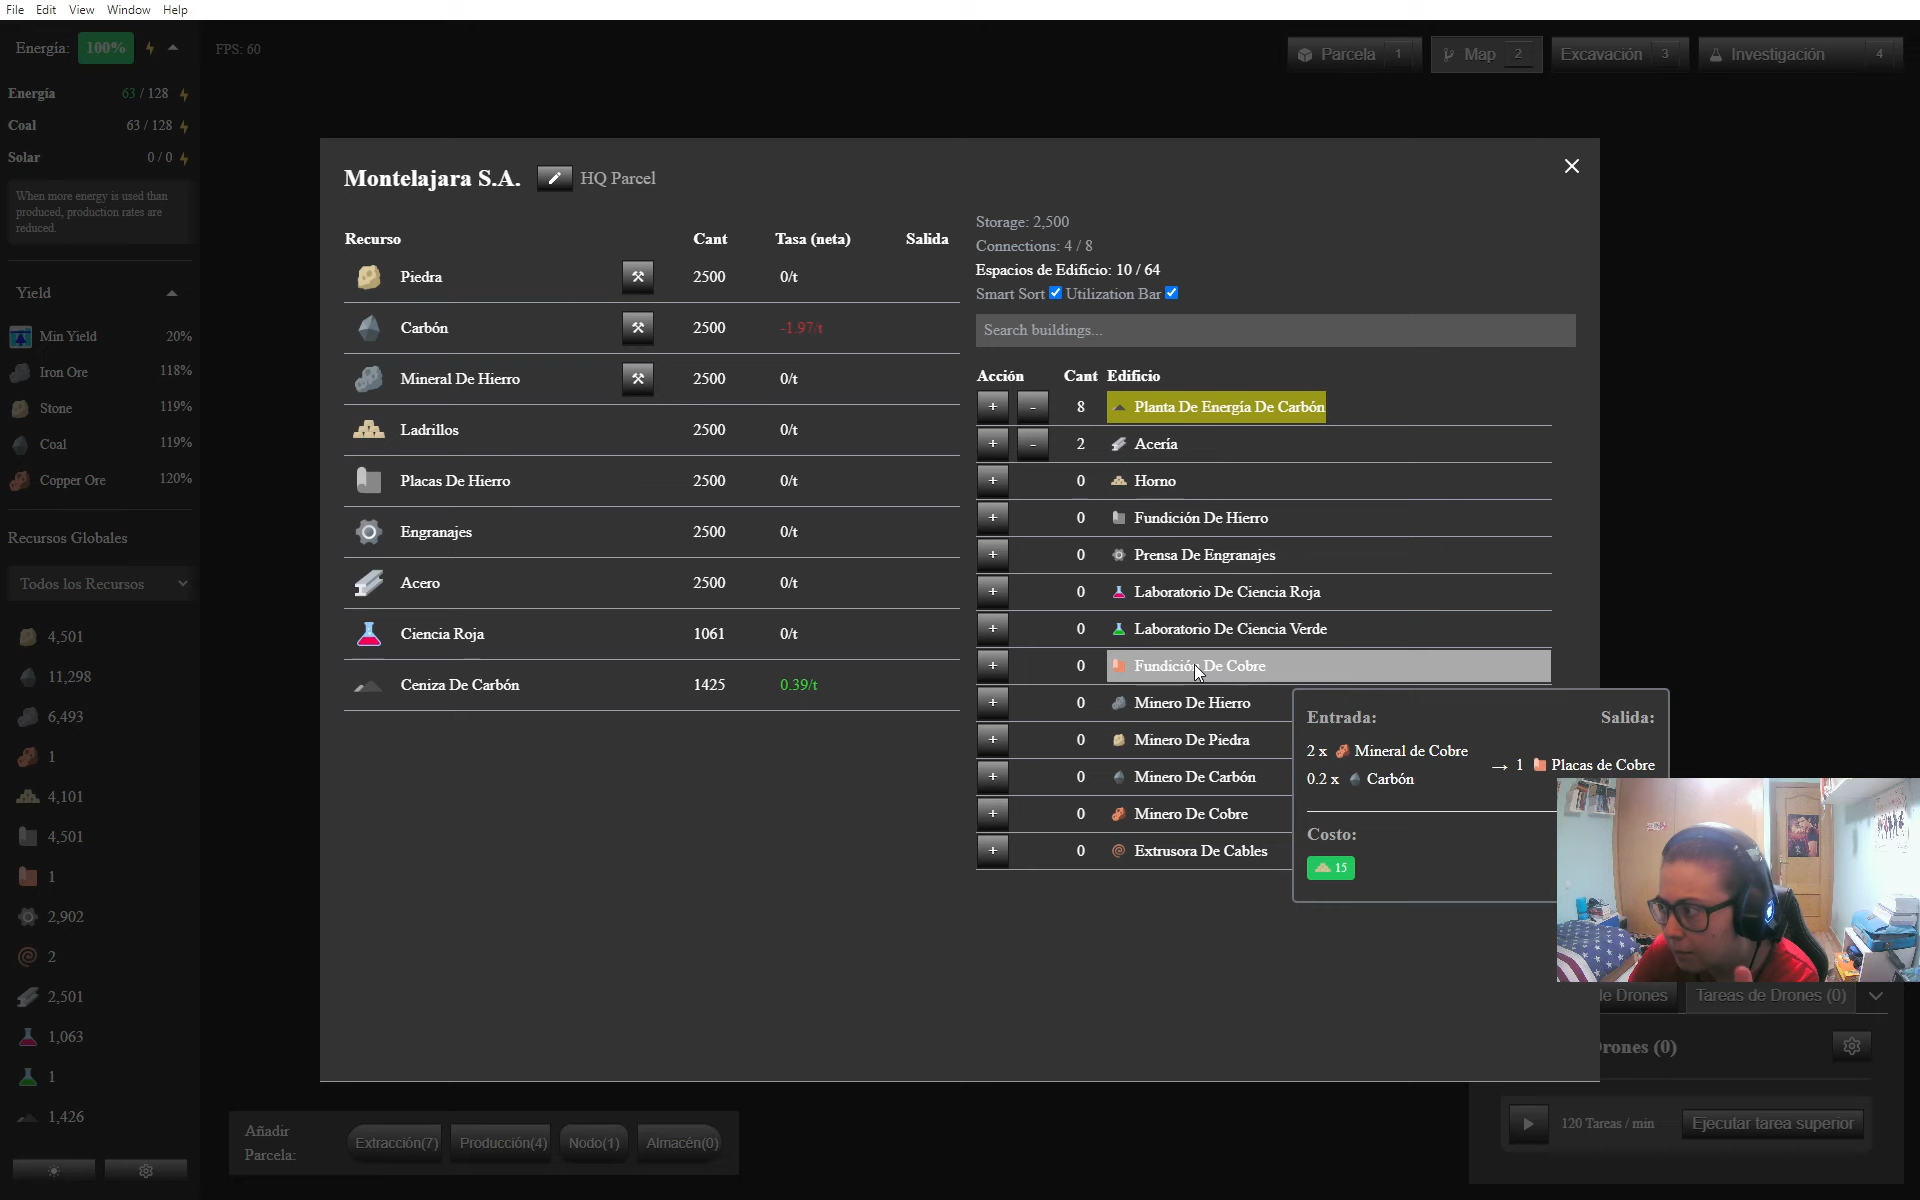 File Edit View Window Help
Energía: 100%
FPS: 60
Parcela 1
Map 2
Excavación 3
Investigación 4
Energía 63 / 128
Coal 63 / 128
Solar 0 / 0
When more energy is used than
produced, production rates are
reduced.
Yield
Min Yield 20%
Iron Ore 118%
Stone 119%
Coal 119%
Copper Ore 120%
Recursos Globales
Todos los Recursos
4,501
11,298
6,493
1
4,101
4,501
1
2,902
2
2,501
1,063
1
1,426
Montelajara S.A. HQ Parcel
Recurso Cant Tasa (neta) Salida
Piedra 2500 0/t
Carbón 2500 -1.97/t
Mineral De Hierro 2500 0/t
Ladrillos 2500 0/t
Placas De Hierro 2500 0/t
Engranajes 2500 0/t
Acero 2500 0/t
Ciencia Roja 1061 0/t
Ceniza De Carbón 1425 0.39/t
Storage: 2,500
Connections: 4 / 8
Espacios de Edificio: 10 / 64
Smart Sort Utilization Bar
Search buildings...
Acción Cant Edificio
+ - 8 Planta De Energía De Carbón
+ - 2 Acería
+ 0 Horno
+ 0 Fundición De Hierro
+ 0 Prensa De Engranajes
+ 0 Laboratorio De Ciencia Roja
+ 0 Laboratorio De Ciencia Verde
+ 0 Fundición De Cobre
+ 0 Minero De Hierro
+ 0 Minero De Piedra
+ 0 Minero De Carbón
+ 0 Minero De Cobre
+ 0 Extrusora De Cables
Entrada: Salida:
2 x Mineral de Cobre
→ 1 Placas de Cobre
0.2 x Carbón
Costo:
15
de Drones Tareas de Drones (0)
Drones (0)
120 Tareas / min Ejecutar tarea superior
Añadir
Parcela:
Extracción(7) Producción(4) Nodo(1) Almacén(0)